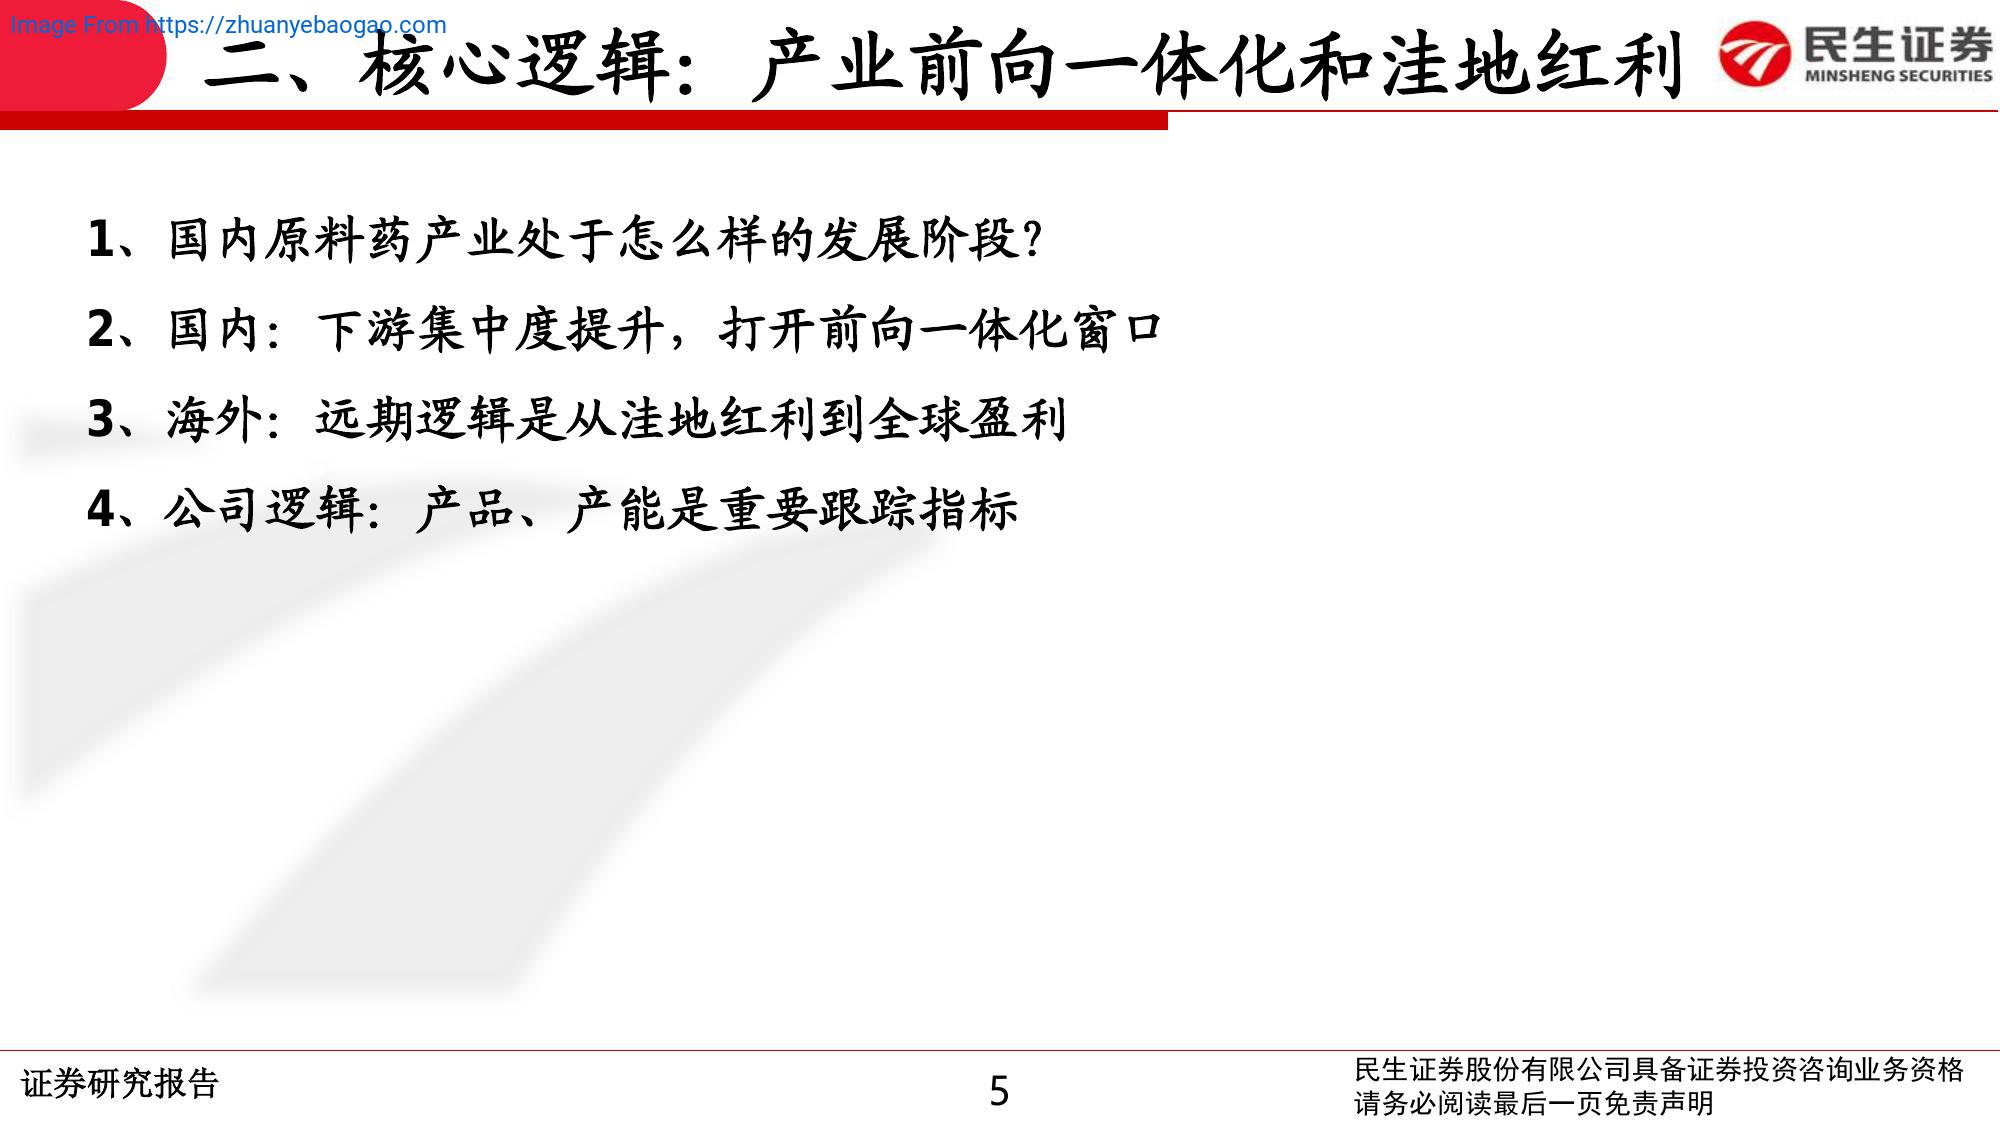 Image From https://zhuanyebaogao.com
二、核心逻辑：产业前向一体化和洼地红利
民生证券
MINSHENG SECURITIES
1、国内原料药产业处于怎么样的发展阶段？
2、国内：下游集中度提升，打开前向一体化窗口
3、海外：远期逻辑是从洼地红利到全球盈利
4、公司逻辑：产品、产能是重要跟踪指标
证券研究报告
5
民生证券股份有限公司具备证券投资咨询业务资格
请务必阅读最后一页免责声明